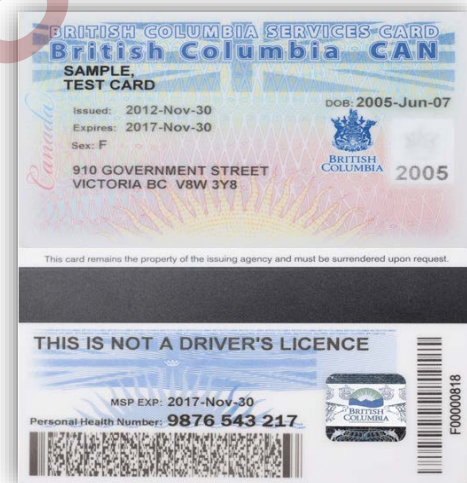 BRITISH COLUMBIA SERVICES CARD
British Columbia CAN
SAMPLE,
TEST CARD
Issued: 2012-Nov-30
DOB: 2005-Jun-07
Expires: 2017-Nov-30
Sex: F
Canada
BRITISH
COLUMBIA
2005
910 GOVERNMENT STREET
VICTORIA BC V8W 3Y8
This card remains the property of the issuing agency and must be surrendered upon request.
THIS IS NOT A DRIVER'S LICENCE
MSP EXP: 2017-Nov-30
Personal Health Number: 9876 543 217
BRITISH
COLUMBIA
F00000818